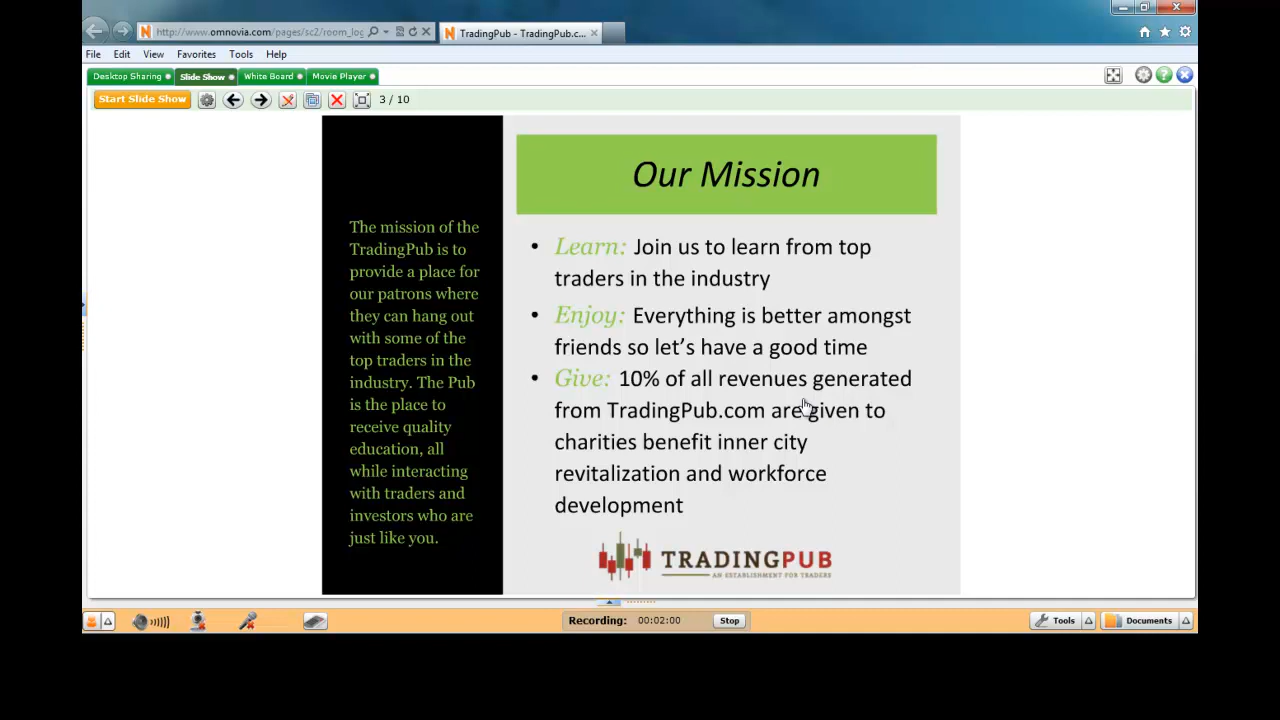 http://www.omnovia.com/pages/sc2/room_log
TradingPub - TradingPub.c...
File Edit View Favorites Tools Help
Desktop Sharing Slide Show White Board Movie Player
Start Slide Show 3 / 10
The mission of the
TradingPub is to
provide a place for
our patrons where
they can hang out
with some of the
top traders in the
industry. The Pub
is the place to
receive quality
education, all
while interacting
with traders and
investors who are
just like you.
Our Mission
• Learn: Join us to learn from top
traders in the industry
• Enjoy: Everything is better amongst
friends so let's have a good time
• Give: 10% of all revenues generated
from TradingPub.com are given to
charities benefit inner city
revitalization and workforce
development
TRADINGPUB
AN ESTABLISHMENT FOR TRADERS
Recording: 00:02:00 Stop
Tools Documents